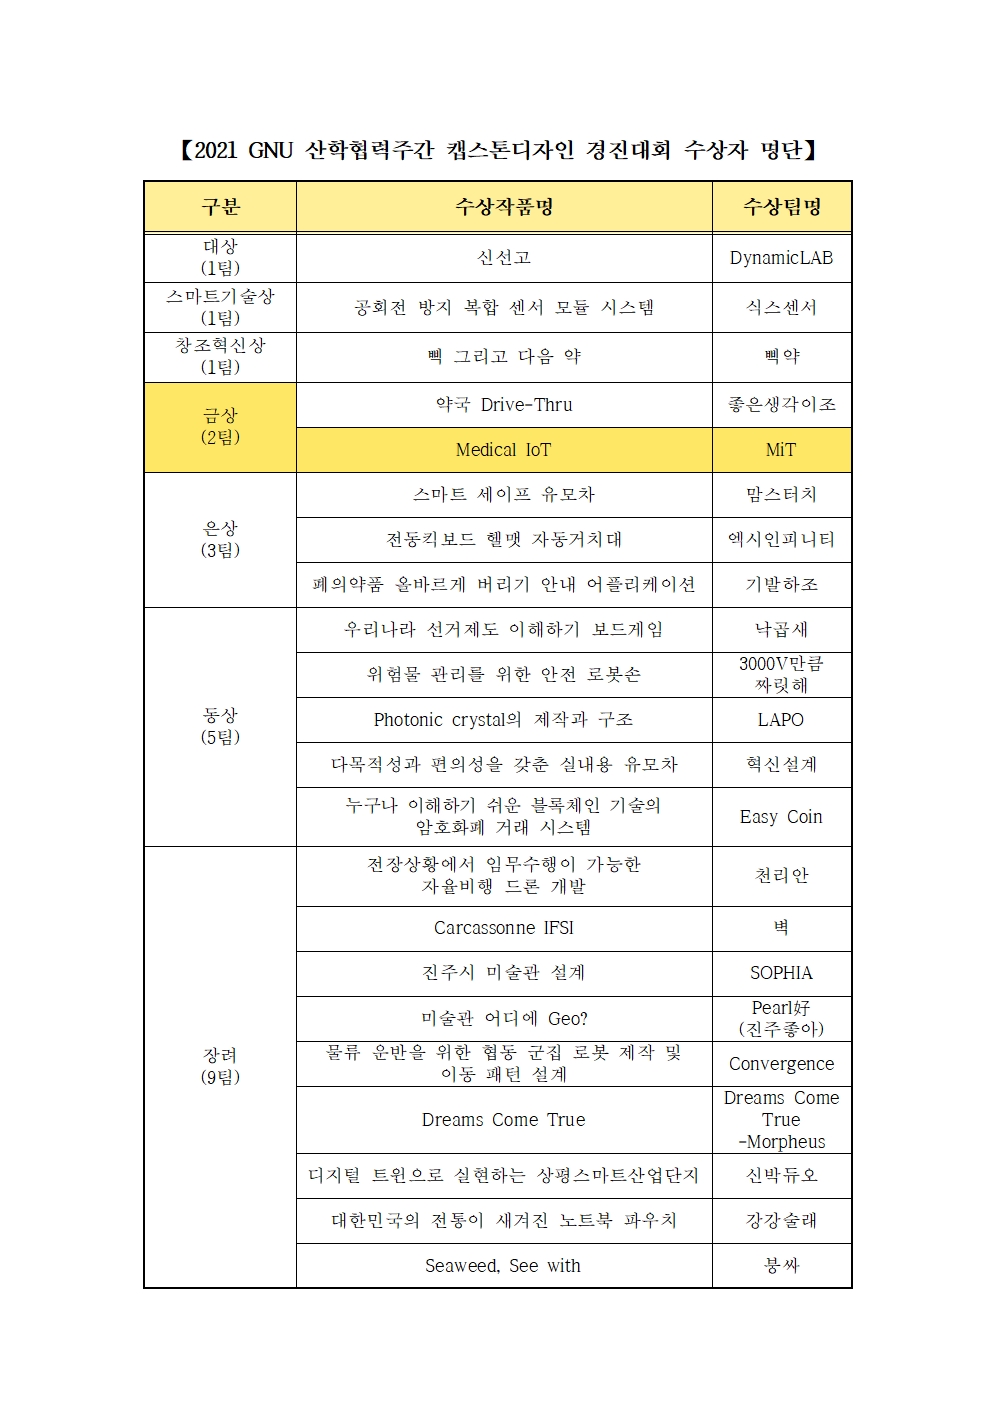 【2021 GNU 산학협력주간 캡스톤디자인 경진대회 수상자 명단】
구분 수상작품명 수상팀명
대상
(1팀)
신선고 DynamicLAB
스마트기술상
(1팀)
공회전 방지 복합 센서 모듈 시스템 식스센서
창조혁신상
(1팀)
삑 그리고 다음 약 삑약
금상
(2팀)
약국 Drive-Thru 좋은생각이조
Medical IoT MiT
은상
(3팀)
스마트 세이프 유모차 맘스터치
전동킥보드 헬맷 자동거치대 엑시인피니티
폐의약품 올바르게 버리기 안내 어플리케이션 기발하조
동상
(5팀)
우리나라 선거제도 이해하기 보드게임 낙곱새
위험물 관리를 위한 안전 로봇손
3000V만큼
짜릿해
Photonic crystal의 제작과 구조 LAPO
다목적성과 편의성을 갖춘 실내용 유모차 혁신설계
누구나 이해하기 쉬운 블록체인 기술의
암호화폐 거래 시스템
Easy Coin
장려
(9팀)
전장상황에서 임무수행이 가능한
자율비행 드론 개발
천리안
Carcassonne IFSI 벽
진주시 미술관 설계 SOPHIA
미술관 어디에 Geo?
Pearl好
(진주좋아)
물류 운반을 위한 협동 군집 로봇 제작 및
이동 패턴 설계
Convergence
Dreams Come True
Dreams Come
True
-Morpheus
디지털 트윈으로 실현하는 상평스마트산업단지 신박듀오
대한민국의 전통이 새겨진 노트북 파우치 강강술래
Seaweed, See with 붕싸